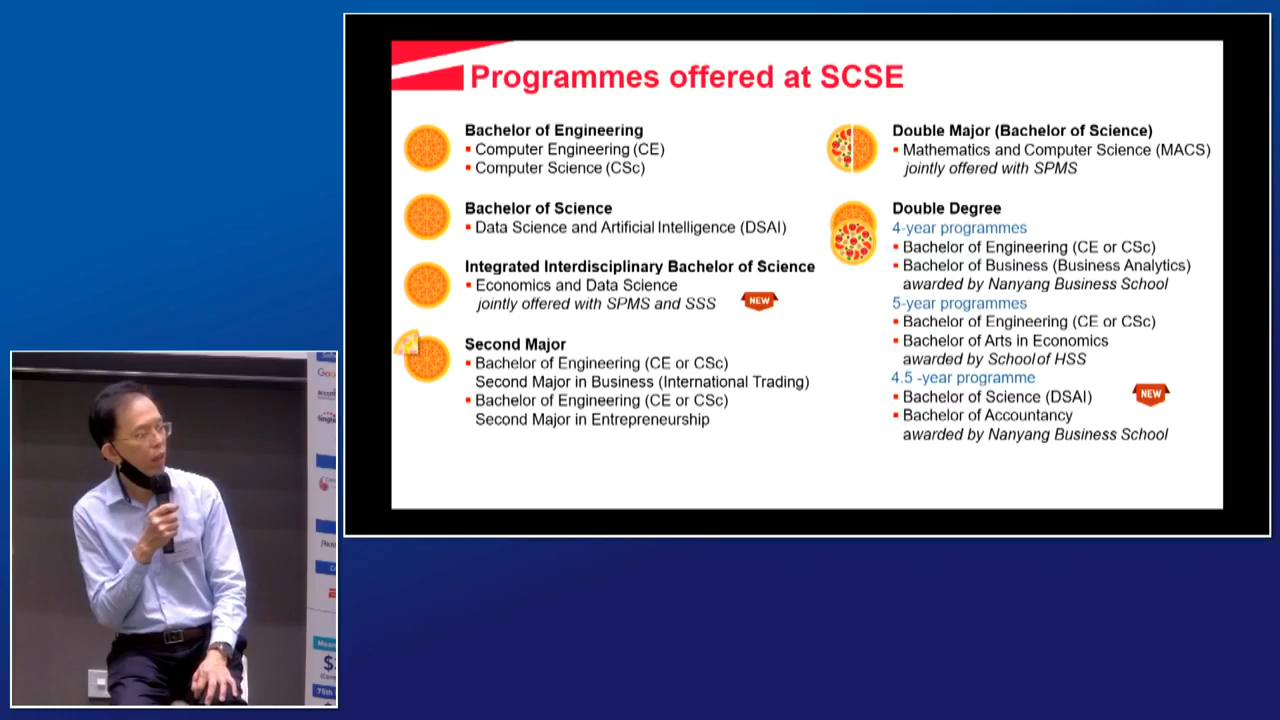 Programmes offered at SCSE
Bachelor of Engineering
Computer Engineering (CE)
Computer Science (CSc)
Bachelor of Science
Data Science and Artificial Intelligence (DSAI)
Integrated Interdisciplinary Bachelor of Science
Economics and Data Science
jointly offered with SPMS and SSS
NEW
Second Major
Bachelor of Engineering (CE or CSc)
Second Major in Business (International Trading)
Bachelor of Engineering (CE or CSc)
Second Major in Entrepreneurship
Double Major (Bachelor of Science)
Mathematics and Computer Science (MACS)
jointly offered with SPMS
Double Degree
4-year programmes
Bachelor of Engineering (CE or CSc)
Bachelor of Business (Business Analytics)
awarded by Nanyang Business School
5-year programmes
Bachelor of Engineering (CE or CSc)
Bachelor of Arts in Economics
awarded by School of HSS
4.5 -year programme
Bachelor of Science (DSAI)
NEW
Bachelor of Accountancy
awarded by Nanyang Business School
75th